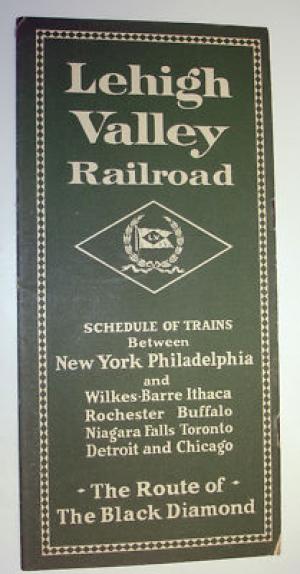 Lehigh
Valley
Railroad
LV
SCHEDULE OF TRAINS
Between
New York Philadelphia
and
Wilkes-Barre Ithaca
Rochester Buffalo
Niagara Falls Toronto
Detroit and Chicago
- The Route of -
The Black Diamond